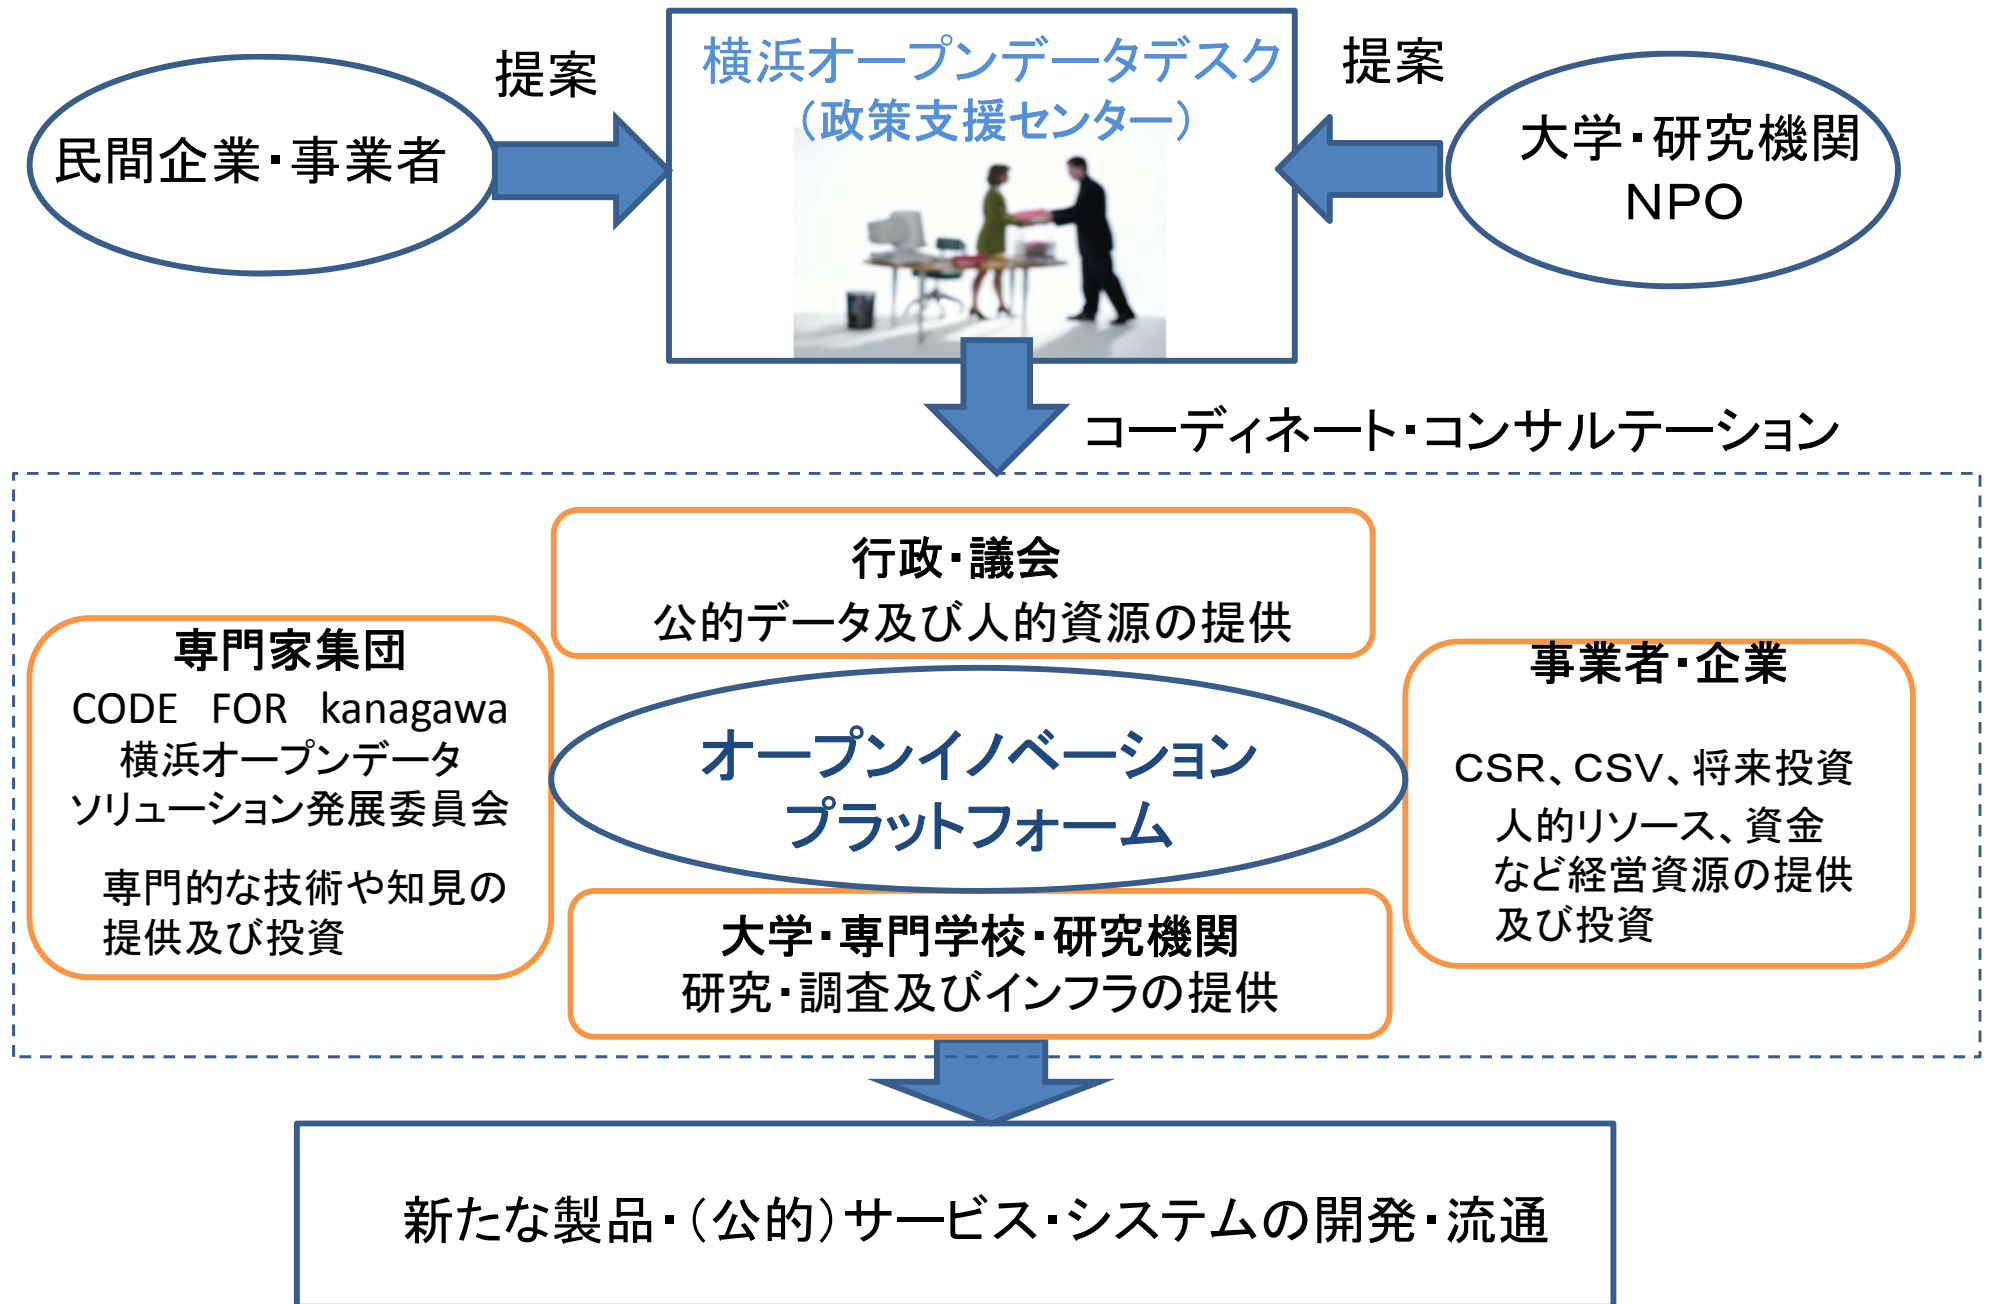 提案
横浜オープンデータデスク
（政策支援センター）
提案
民間企業・事業者
大学・研究機関
ＮＰＯ
コーディネート・コンサルテーション
行政・議会
公的データ及び人的資源の提供
専門家集団
CODE FOR kanagawa
横浜オープンデータ
ソリューション発展委員会
専門的な技術や知見の
提供及び投資
オープンイノベーション
プラットフォーム
事業者・企業
ＣＳＲ、ＣＳＶ、将来投資
人的リソース、資金
など経営資源の提供
及び投資
大学・専門学校・研究機関
研究・調査及びインフラの提供
新たな製品・（公的）サービス・システムの開発・流通